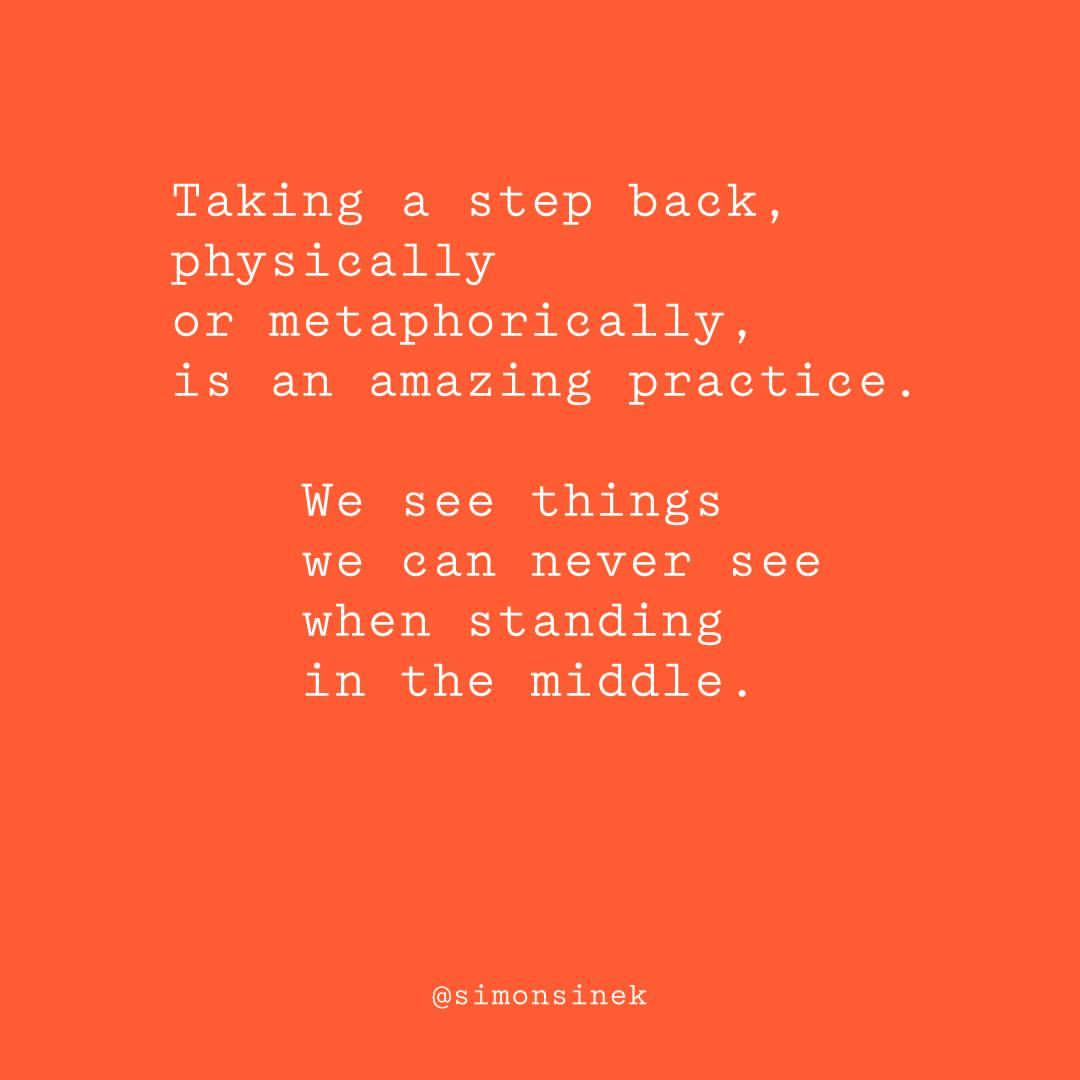 Taking a step back,
physically
or metaphorically,
is an amazing practice.
We see things
we can never see
when standing
in the middle.
@simonsinek